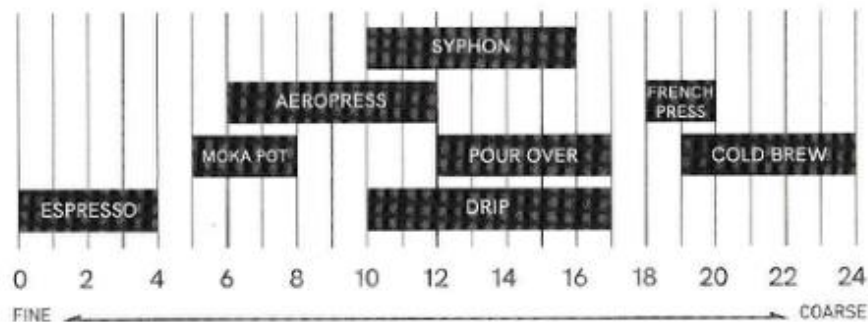 SYPHON
AEROPRESS
FRENCH
PRESS
MOKA POT
POUR OVER
COLD BREW
ESPRESSO
DRIP
0 2 4 6 8 10 12 14 16 18 20 22 24
FINE COARSE